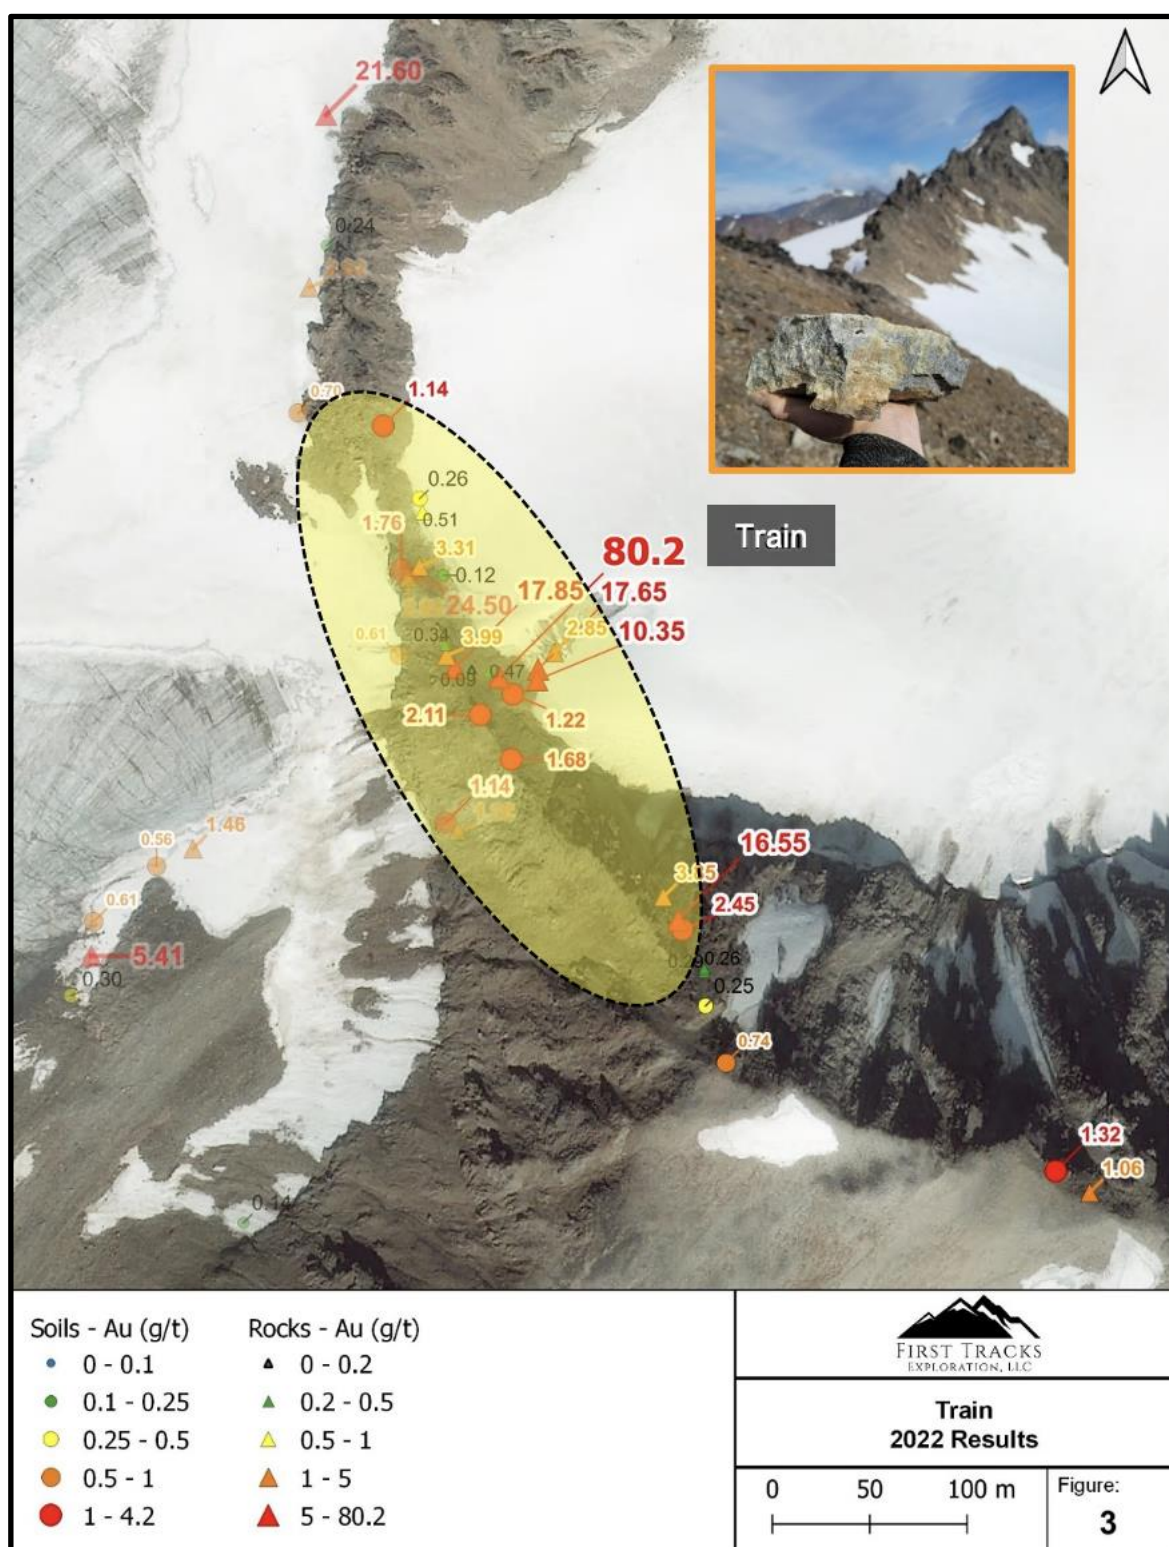 21.60
0.24
0.70
1.14
0.26
0.51
1.76
3.31
0.12
80.2
Train
24.50
17.85
17.65
0.61
0.34
3.99
2.85
10.35
0.09
0.47
2.11
1.22
1.68
1.14
0.56
1.46
16.55
2.45
0.61
5.41
0.26
0.30
0.25
0.74
1.32
1.06
0.14
Soils - Au (g/t)
0 - 0.1
0.1 - 0.25
0.25 - 0.5
0.5 - 1
1 - 4.2
Rocks - Au (g/t)
0 - 0.2
0.2 - 0.5
0.5 - 1
1 - 5
5 - 80.2
FIRST TRACKS
EXPLORATION, LLC
Train
2022 Results
0 50 100 m
Figure:
3